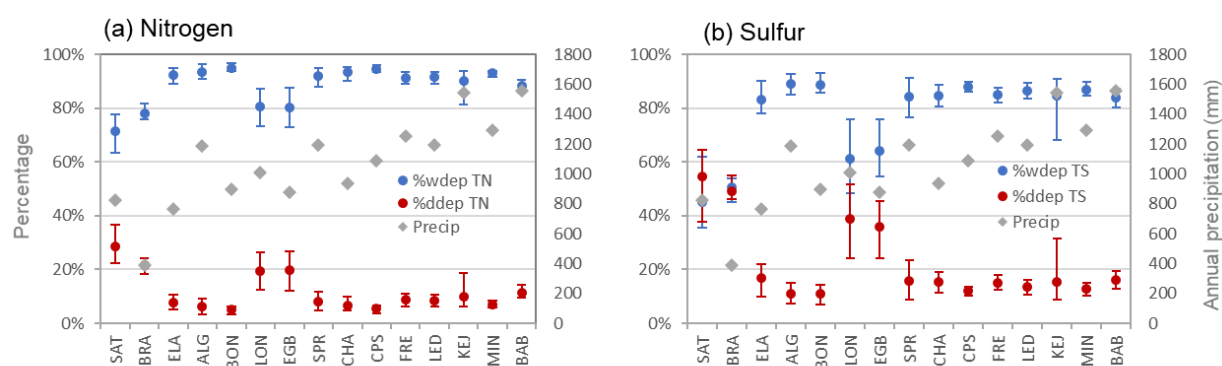 (a) Nitrogen
(b) Sulfur
Percentage
100%
80%
60%
40%
20%
0%
1800
1600
1400
1200
1000
800
600
400
200
0
%wdep TN
%ddep TN
Precip
SAT BRA ELA ALG BON LON EGB SPR CHA CPS FRE LED KEJ MIN BAB
100%
80%
60%
40%
20%
0%
1800
1600
1400
1200
1000
800
600
400
200
0
%wdep TS
%ddep TS
Precip
SAT BRA ELA ALG BON LON EGB SPR CHA CPS FRE LED KEJ MIN BAB
Annual precipitation (mm)